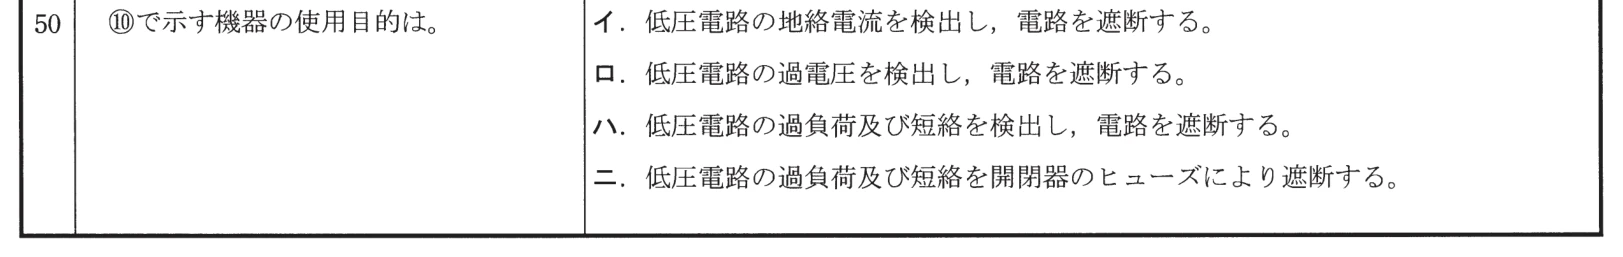 50 ⑩で示す機器の使用目的は。 イ. 低圧電路の地絡電流を検出し，電路を遮断する。
ロ. 低圧電路の過電圧を検出し，電路を遮断する。
ハ. 低圧電路の過負荷及び短絡を検出し，電路を遮断する。
ニ. 低圧電路の過負荷及び短絡を開閉器のヒューズにより遮断する。